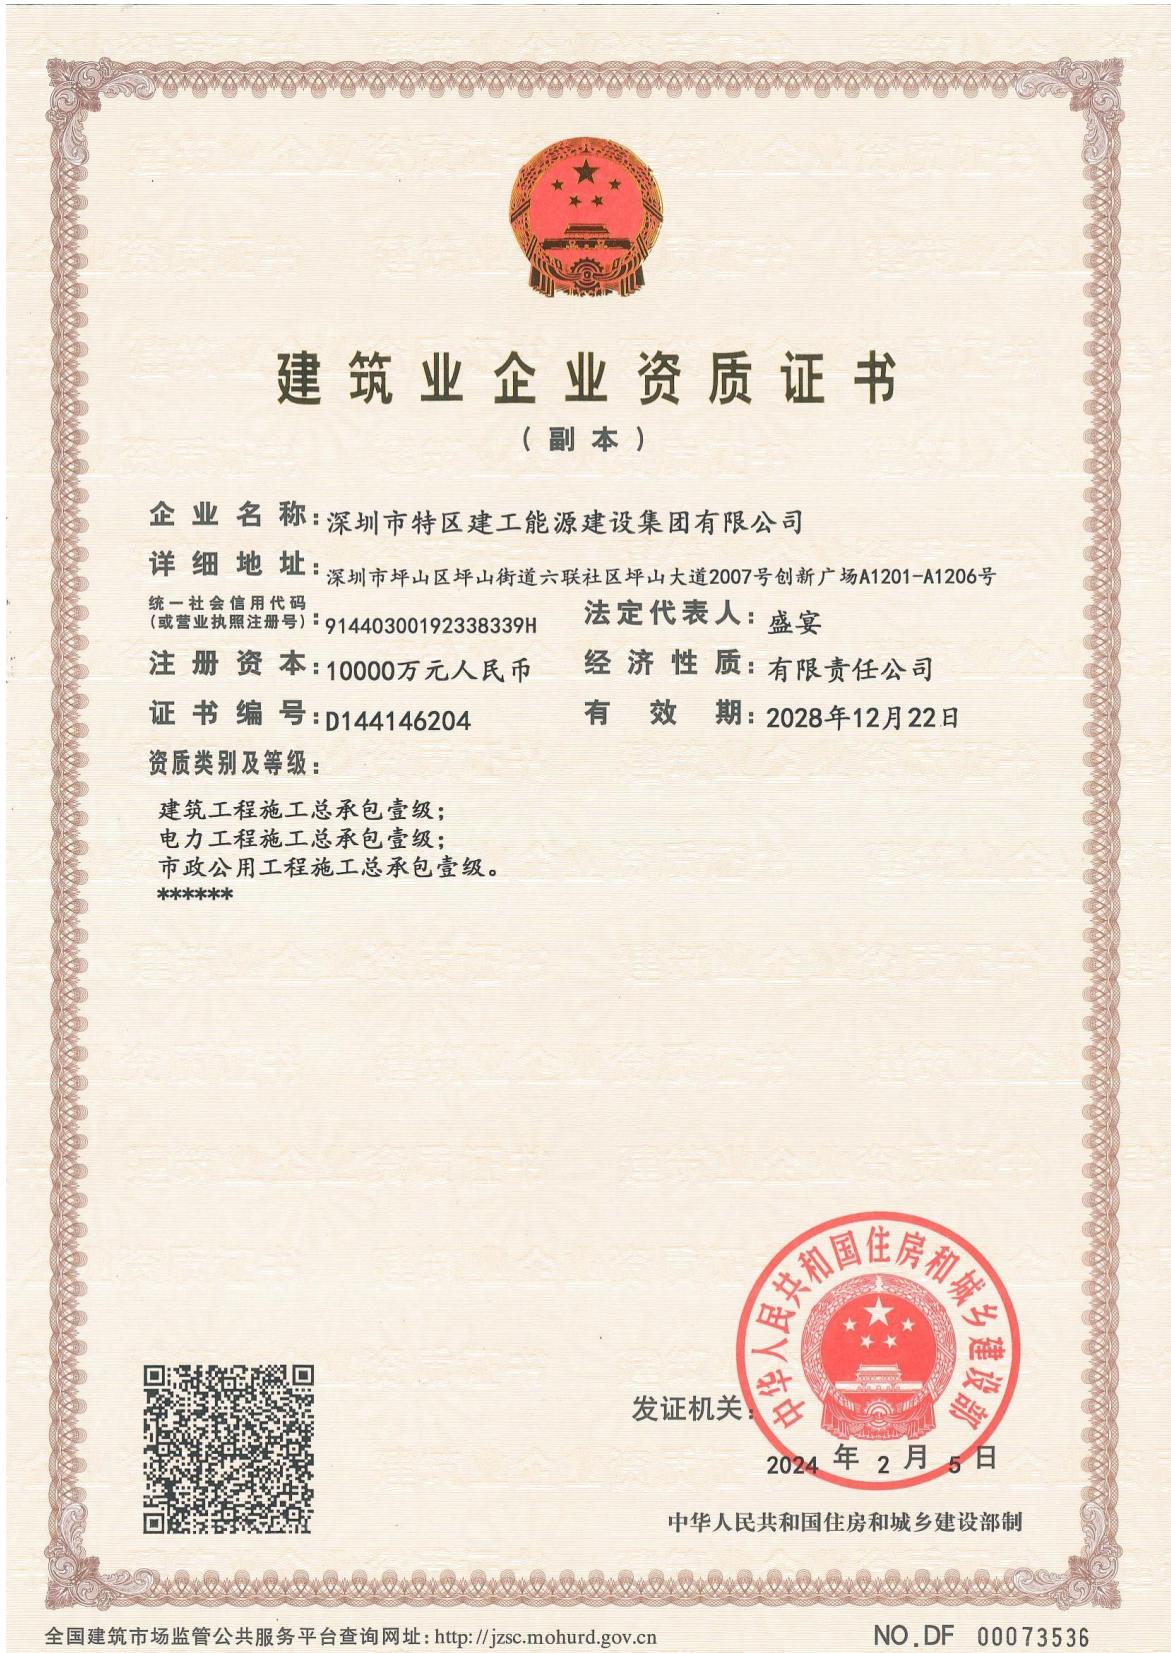 建筑业企业资质证书
（副本）
企业名称:深圳市特区建工能源建设集团有限公司
详细地址:深圳市坪山区坪山街道六联社区坪山大道2007号创新广场A1201-A1206号
统一社会信用代码
(或营业执照注册号):91440300192338339H 法定代表人:盛宴
注册资本:10000万元人民币 经济性质:有限责任公司
证书编号:D144146204 有效期:2028年12月22日
资质类别及等级:
建筑工程施工总承包壹级;
电力工程施工总承包壹级;
市政公用工程施工总承包壹级。
******
中华人民共和国住房和城乡建设部
发证机关:
2024年2月5日
中华人民共和国住房和城乡建设部制
全国建筑市场监管公共服务平台查询网址:http://jzsc.mohurd.gov.cn NO.DF 00073536